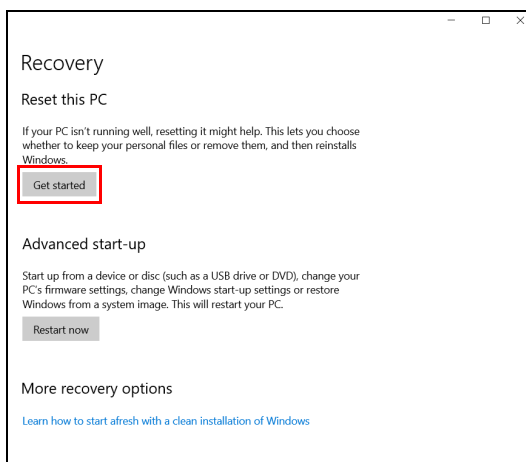 Recovery
Reset this PC
If your PC isn't running well, resetting it might help. This lets you choose
whether to keep your personal files or remove them, and then reinstalls
Windows.
Get started
Advanced start-up
Start up from a device or disc (such as a USB drive or DVD), change your
PC's firmware settings, change Windows start-up settings or restore
Windows from a system image. This will restart your PC.
Restart now
More recovery options
Learn how to start afresh with a clean installation of Windows